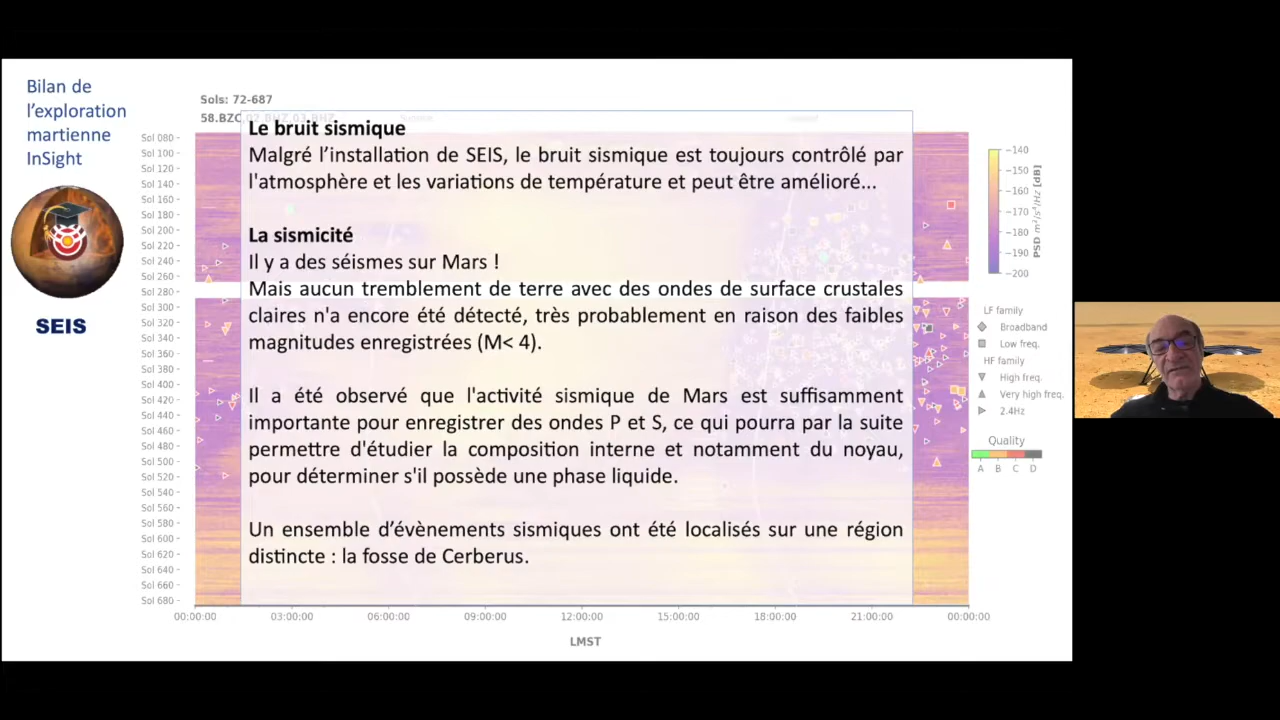 Bilan de
l’exploration
martienne
InSight
SEIS
Sols: 72-687
Le bruit sismique
Malgré l’installation de SEIS, le bruit sismique est toujours contrôlé par
l'atmosphère et les variations de température et peut être amélioré...
La sismicité
Il y a des séismes sur Mars !
Mais aucun tremblement de terre avec des ondes de surface crustales
claires n'a encore été détecté, très probablement en raison des faibles
magnitudes enregistrées (M< 4).
Il a été observé que l'activité sismique de Mars est suffisamment
importante pour enregistrer des ondes P et S, ce qui pourra par la suite
permettre d'étudier la composition interne et notamment du noyau,
pour déterminer s'il possède une phase liquide.
Un ensemble d’évènements sismiques ont été localisés sur une région
distincte : la fosse de Cerberus.
Sol 080
Sol 100
Sol 120
Sol 140
Sol 160
Sol 180
Sol 200
Sol 220
Sol 240
Sol 260
Sol 280
Sol 300
Sol 320
Sol 340
Sol 360
Sol 380
Sol 400
Sol 420
Sol 440
Sol 460
Sol 480
Sol 500
Sol 520
Sol 540
Sol 560
Sol 580
Sol 600
Sol 620
Sol 640
Sol 660
Sol 680
00:00:00 03:00:00 06:00:00 09:00:00 12:00:00 15:00:00 18:00:00 21:00:00 00:00:00
LMST
−140
−150
−160
−170
−180
−190
−200
PSD m²/s⁴/Hz [dB]
LF family
Broadband
Low freq.
HF family
High freq.
Very high freq.
2.4Hz
Quality
A B C D